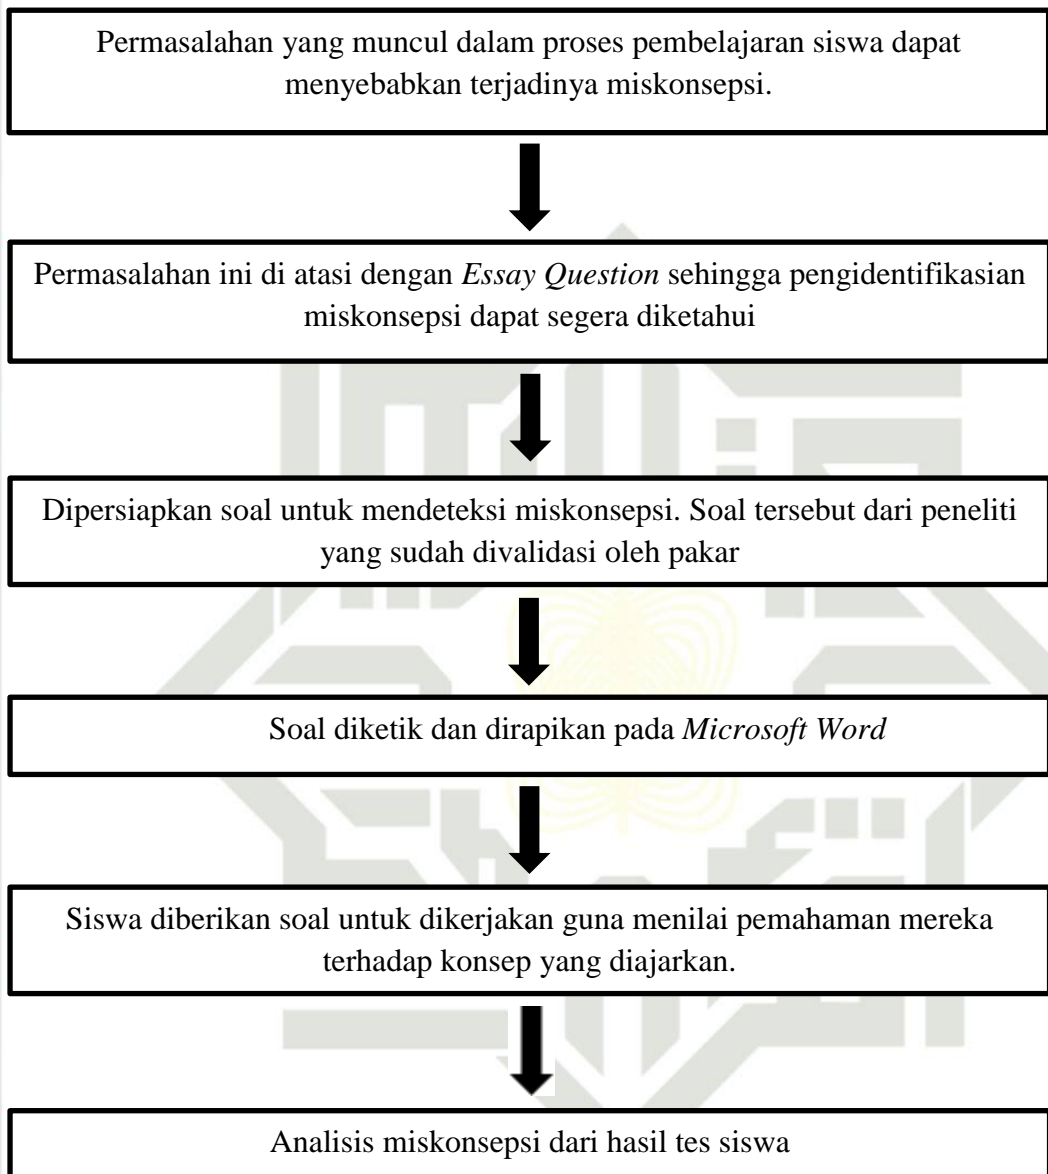 Permasalahan yang muncul dalam proses pembelajaran siswa dapat
menyebabkan terjadinya miskonsepsi.
Permasalahan ini di atasi dengan Essay Question sehingga pengidentifikasian
miskonsepsi dapat segera diketahui
Dipersiapkan soal untuk mendeteksi miskonsepsi. Soal tersebut dari peneliti
yang sudah divalidasi oleh pakar
Soal diketik dan dirapikan pada Microsoft Word
Siswa diberikan soal untuk dikerjakan guna menilai pemahaman mereka
terhadap konsep yang diajarkan.
Analisis miskonsepsi dari hasil tes siswa